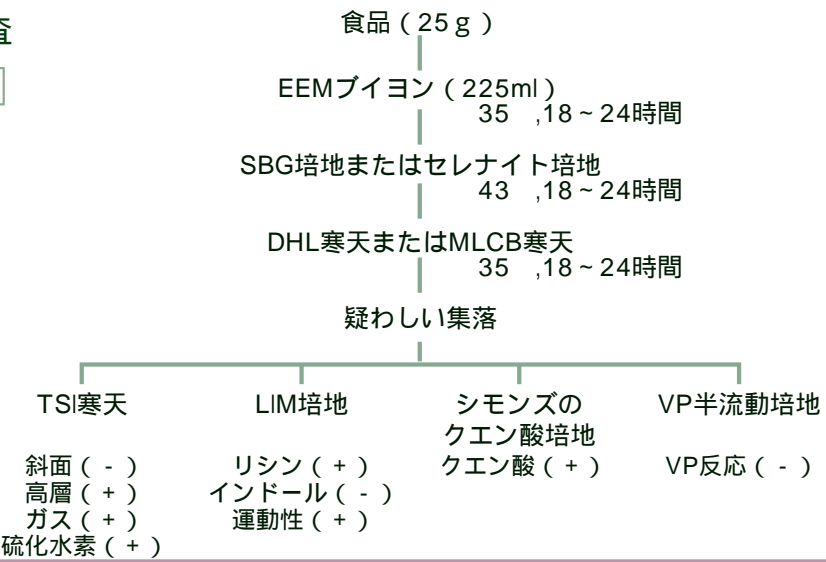 査
食品（25ｇ）
EEMブイヨン（225ml）
35　,18～24時間
SBG培地またはセレナイト培地
43　,18～24時間
DHL寒天またはMLCB寒天
35　,18～24時間
疑わしい集落
TSI寒天
斜面（-）
高層（+）
ガス（+）
硫化水素（+）
LIM培地
リシン（+）
インドール（-）
運動性（+）
シモンズの
クエン酸培地
クエン酸（+）
VP半流動培地
VP反応（-）